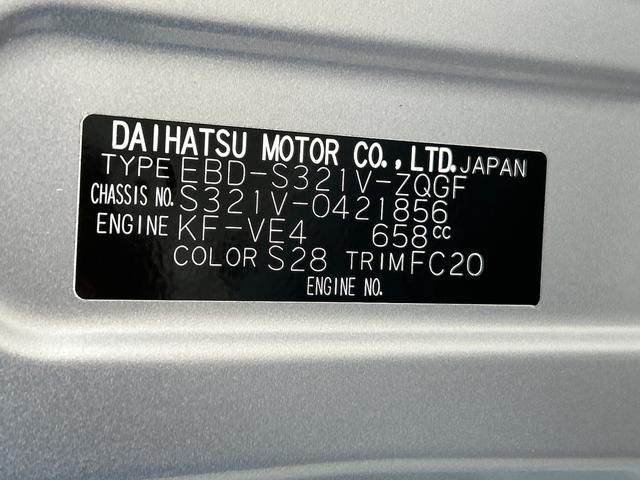 DAIHATSU MOTOR CO., LTD. JAPAN
TYPE EBD-S321V-ZQGF
CHASSIS NO. S321V-0421856
ENGINE KF-VE4 658cc
COLOR S28 TRIM FC20
ENGINE NO.